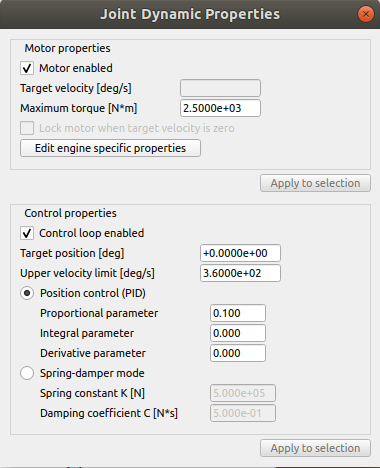 Joint Dynamic Properties
Motor properties
Motor enabled
Target velocity [deg/s]
Maximum torque [N*m] 2.5000e+03
Lock motor when target velocity is zero
Edit engine specific properties
Apply to selection
Control properties
Control loop enabled
Target position [deg] +0.0000e+00
Upper velocity limit [deg/s] 3.6000e+02
Position control (PID)
Proportional parameter 0.100
Integral parameter 0.000
Derivative parameter 0.000
Spring-damper mode
Spring constant K [N] 5.000e+05
Damping coefficient C [N*s] 5.000e-01
Apply to selection